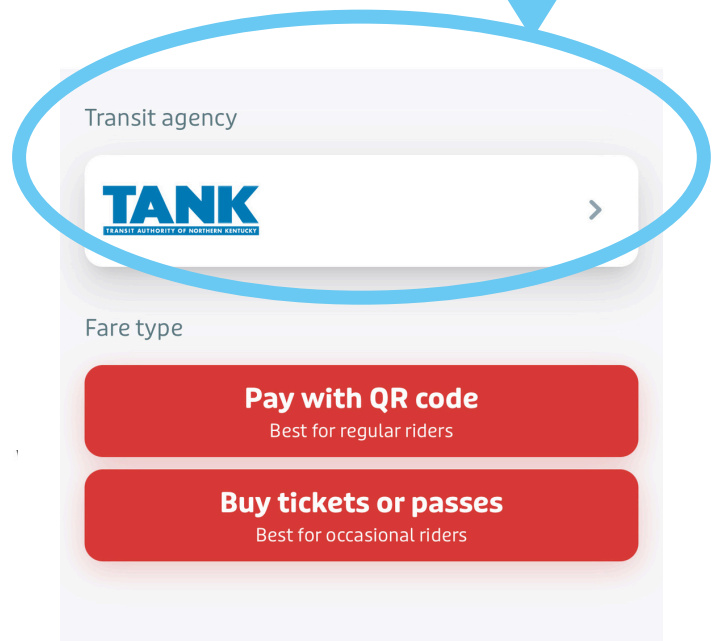 Transit agency
TANK
TRANSIT AUTHORITY OF NORTHERN KENTUCKY
Fare type
Pay with QR code
Best for regular riders
Buy tickets or passes
Best for occasional riders